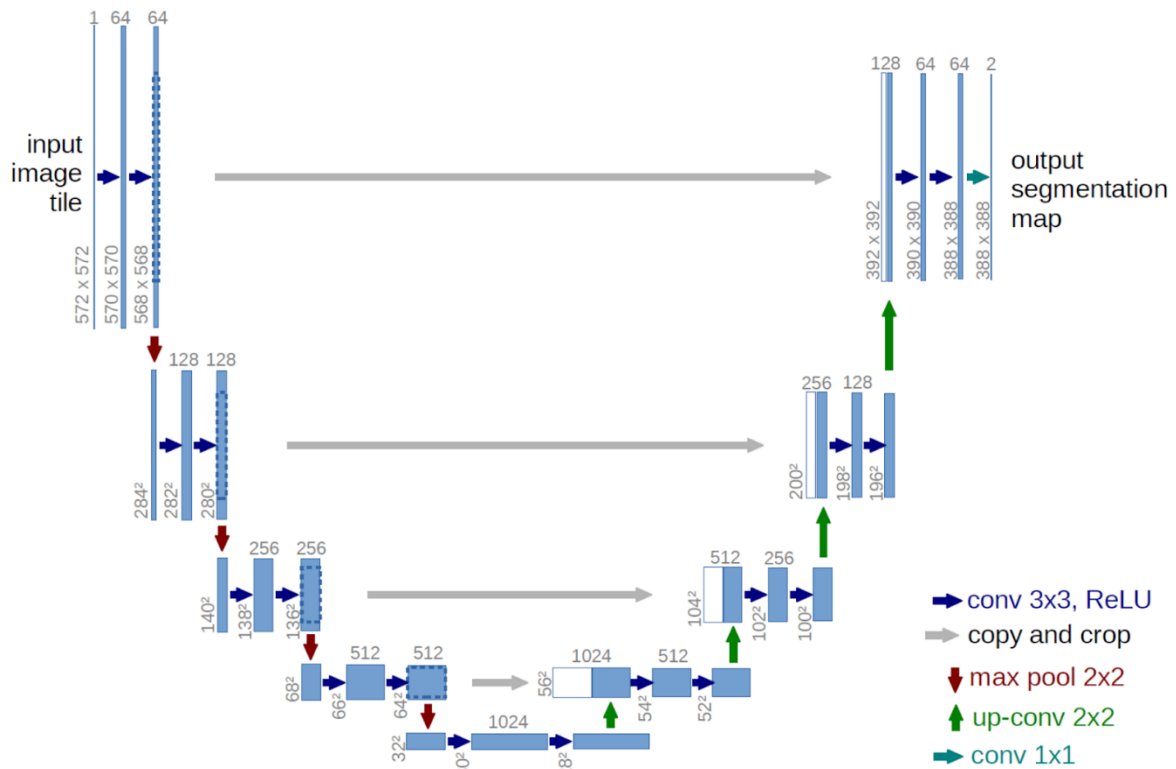 1 64 64
input
image
tile
572 x 572
570 x 570
568 x 568
128 64 64 2
392 x 392
390 x 390
388 x 388
388 x 388
output
segmentation
map
128 128
284²
282²
280²
256 128
200²
198²
196²
256 256
140²
138²
136²
512 256
104²
102²
100²
512 512
68²
66²
64²
1024 512
56²
54²
52²
1024
32²
0²
8²
conv 3x3, ReLU
copy and crop
max pool 2x2
up-conv 2x2
conv 1x1